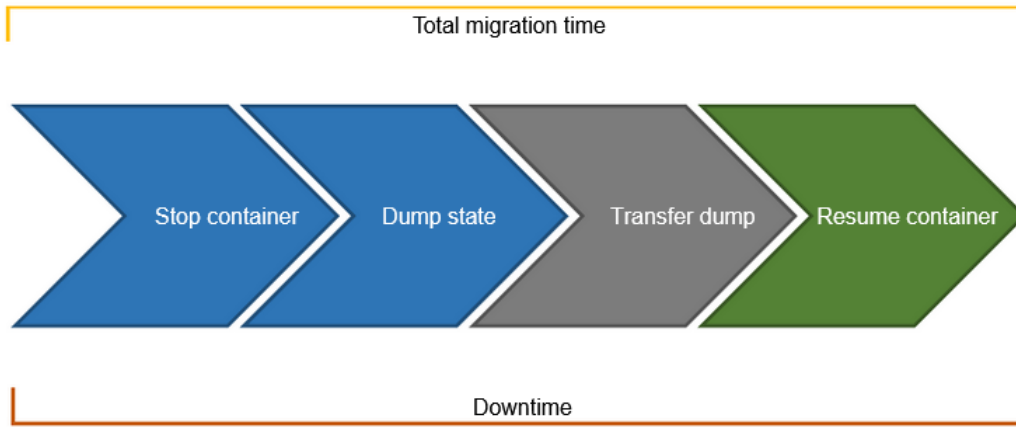 Total migration time
Stop container
Dump state
Transfer dump
Resume container
Downtime